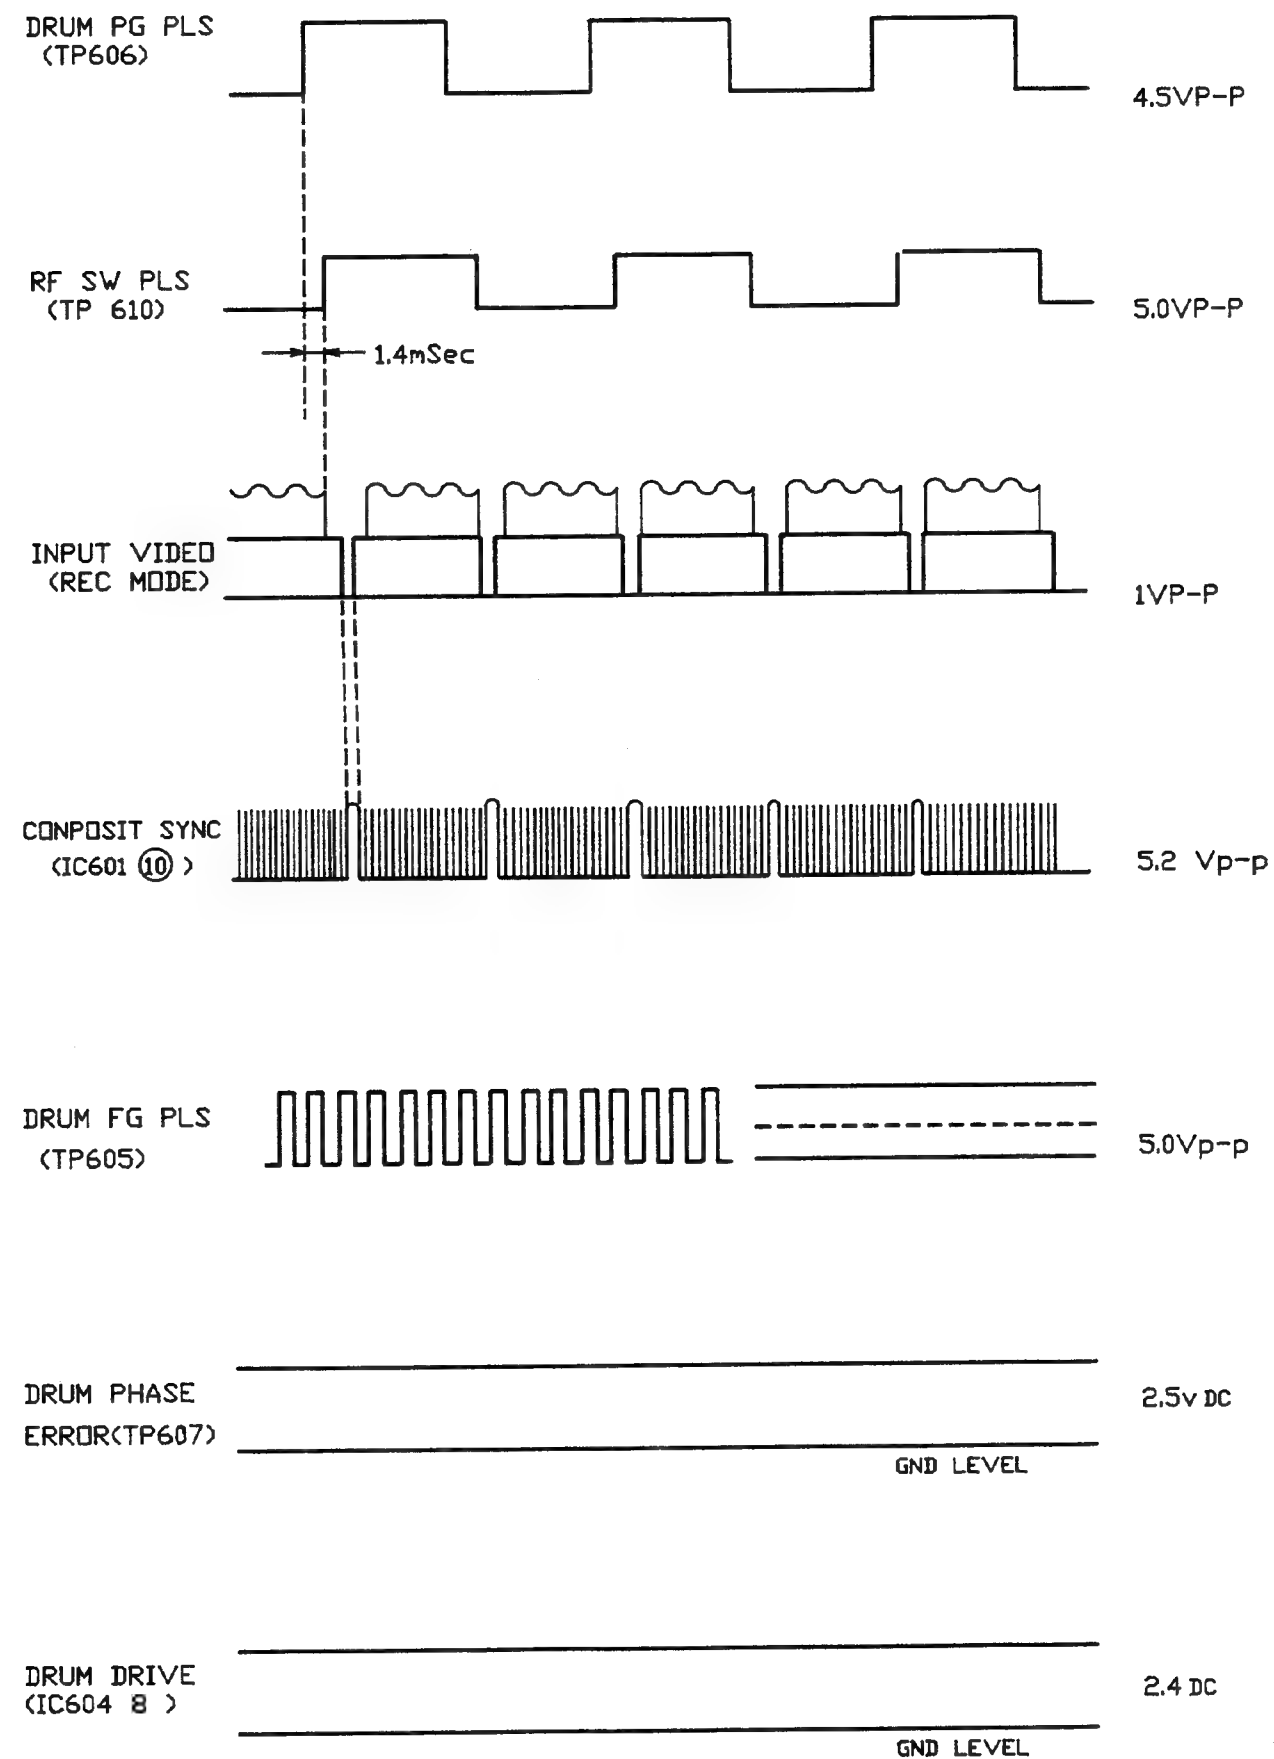 DRUM PG PLS
(TP606)
4.5VP-P
RF SW PLS
(TP 610)
5.0VP-P
1.4mSec
INPUT VIDEO
(REC MODE)
1VP-P
CONPOSIT SYNC
(IC601 ⑩ )
5.2 Vp-p
DRUM FG PLS
(TP605)
5.0Vp-p
DRUM PHASE
ERROR(TP607)
2.5v DC
GND LEVEL
DRUM DRIVE
(IC604 8 )
2.4 DC
GND LEVEL